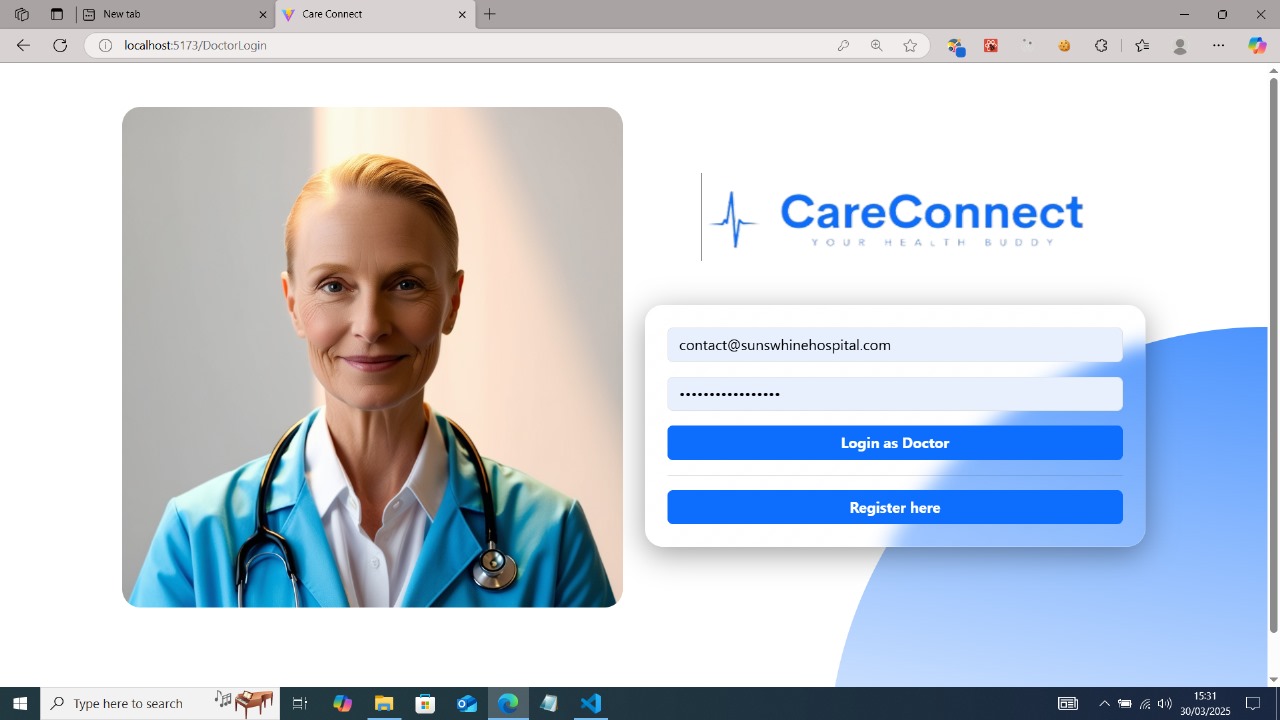 New tab
Care Connect
localhost:5173/DoctorLogin
CareConnect
YOUR HEALTH BUDDY
contact@sunswhinehospital.com
•••••••••••••••••
Login as Doctor
Register here
Type here to search
15:31
30/03/2025